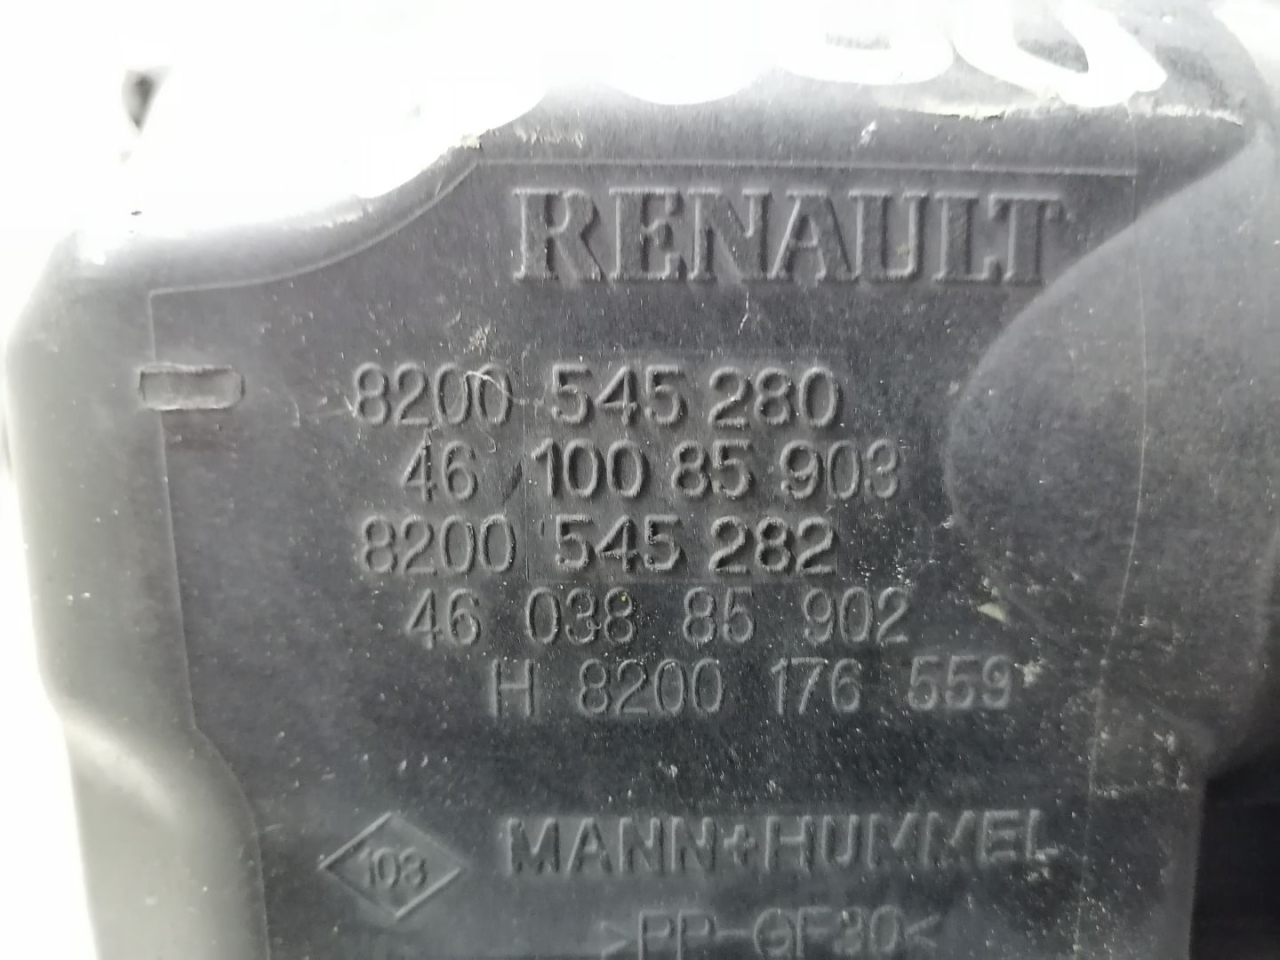 RENAULT
8200 545 280
46 100 85 903
8200 545 282
46 038 85 902
H 8200 176 559
103 MANN+HUMMEL
>PP-GF30<